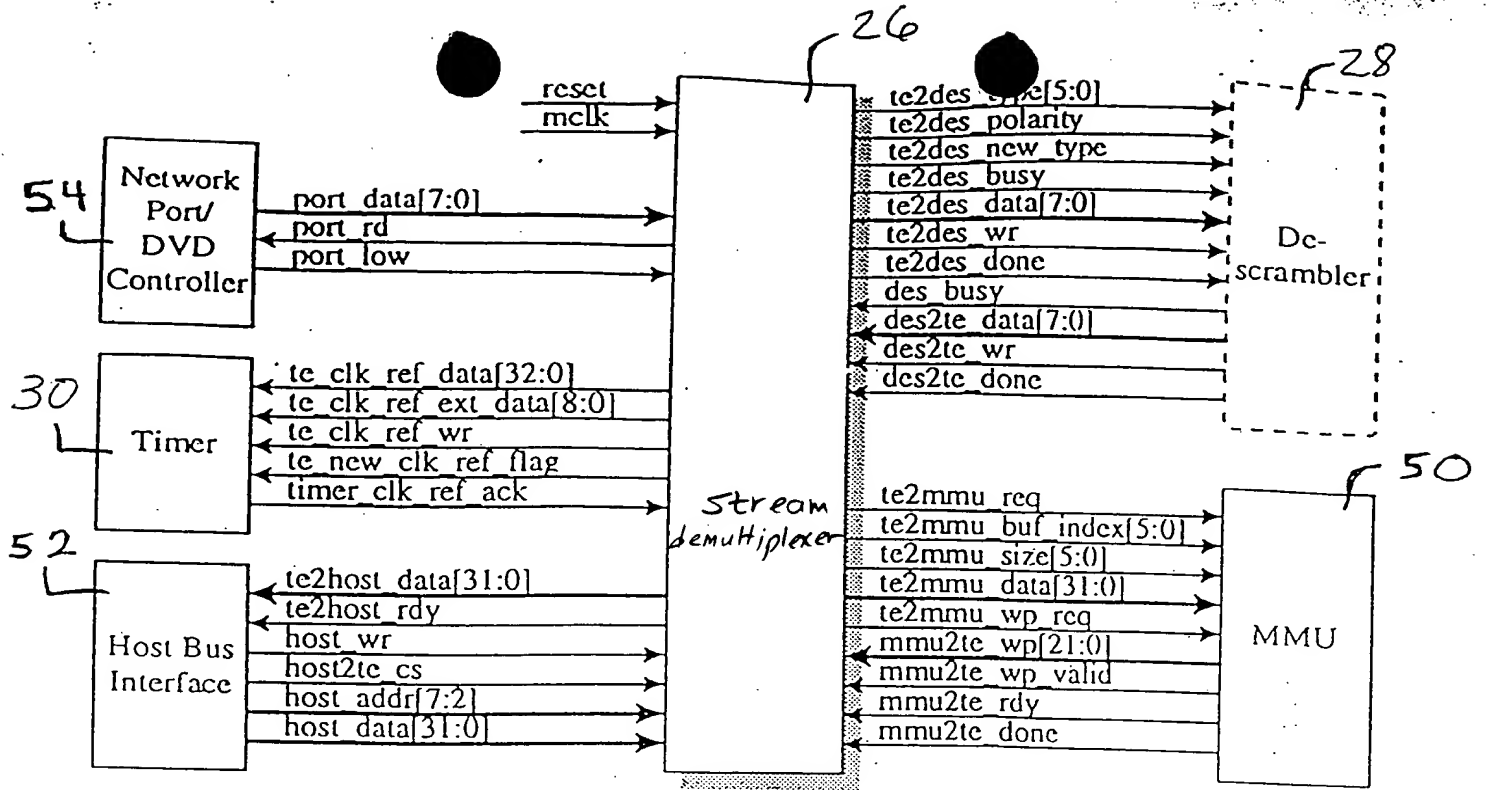 26
28
reset
mclk
54
Network
Port/
DVD
Controller
port_data[7:0]
port_rd
port_low
30
Timer
te_clk_ref_data[32:0]
te_clk_ref_ext_data[8:0]
te_clk_ref_wr
te_new_clk_ref_flag
timer_clk_ref_ack
52
Host Bus
Interface
te2host_data[31:0]
te2host_rdy
host_wr
host2te_cs
host_addr[7:2]
host_data[31:0]
Stream
demultiplexer
te2des_type[5:0]
te2des_polarity
te2des_new_type
te2des_busy
te2des_data[7:0]
te2des_wr
te2des_done
des_busy
des2te_data[7:0]
des2te_wr
des2te_done
De-
scrambler
50
te2mmu_req
te2mmu_buf_index[5:0]
te2mmu_size[5:0]
te2mmu_data[31:0]
te2mmu_wp_req
mmu2te_wp[21:0]
mmu2te_wp_valid
mmu2te_rdy
mmu2te_done
MMU